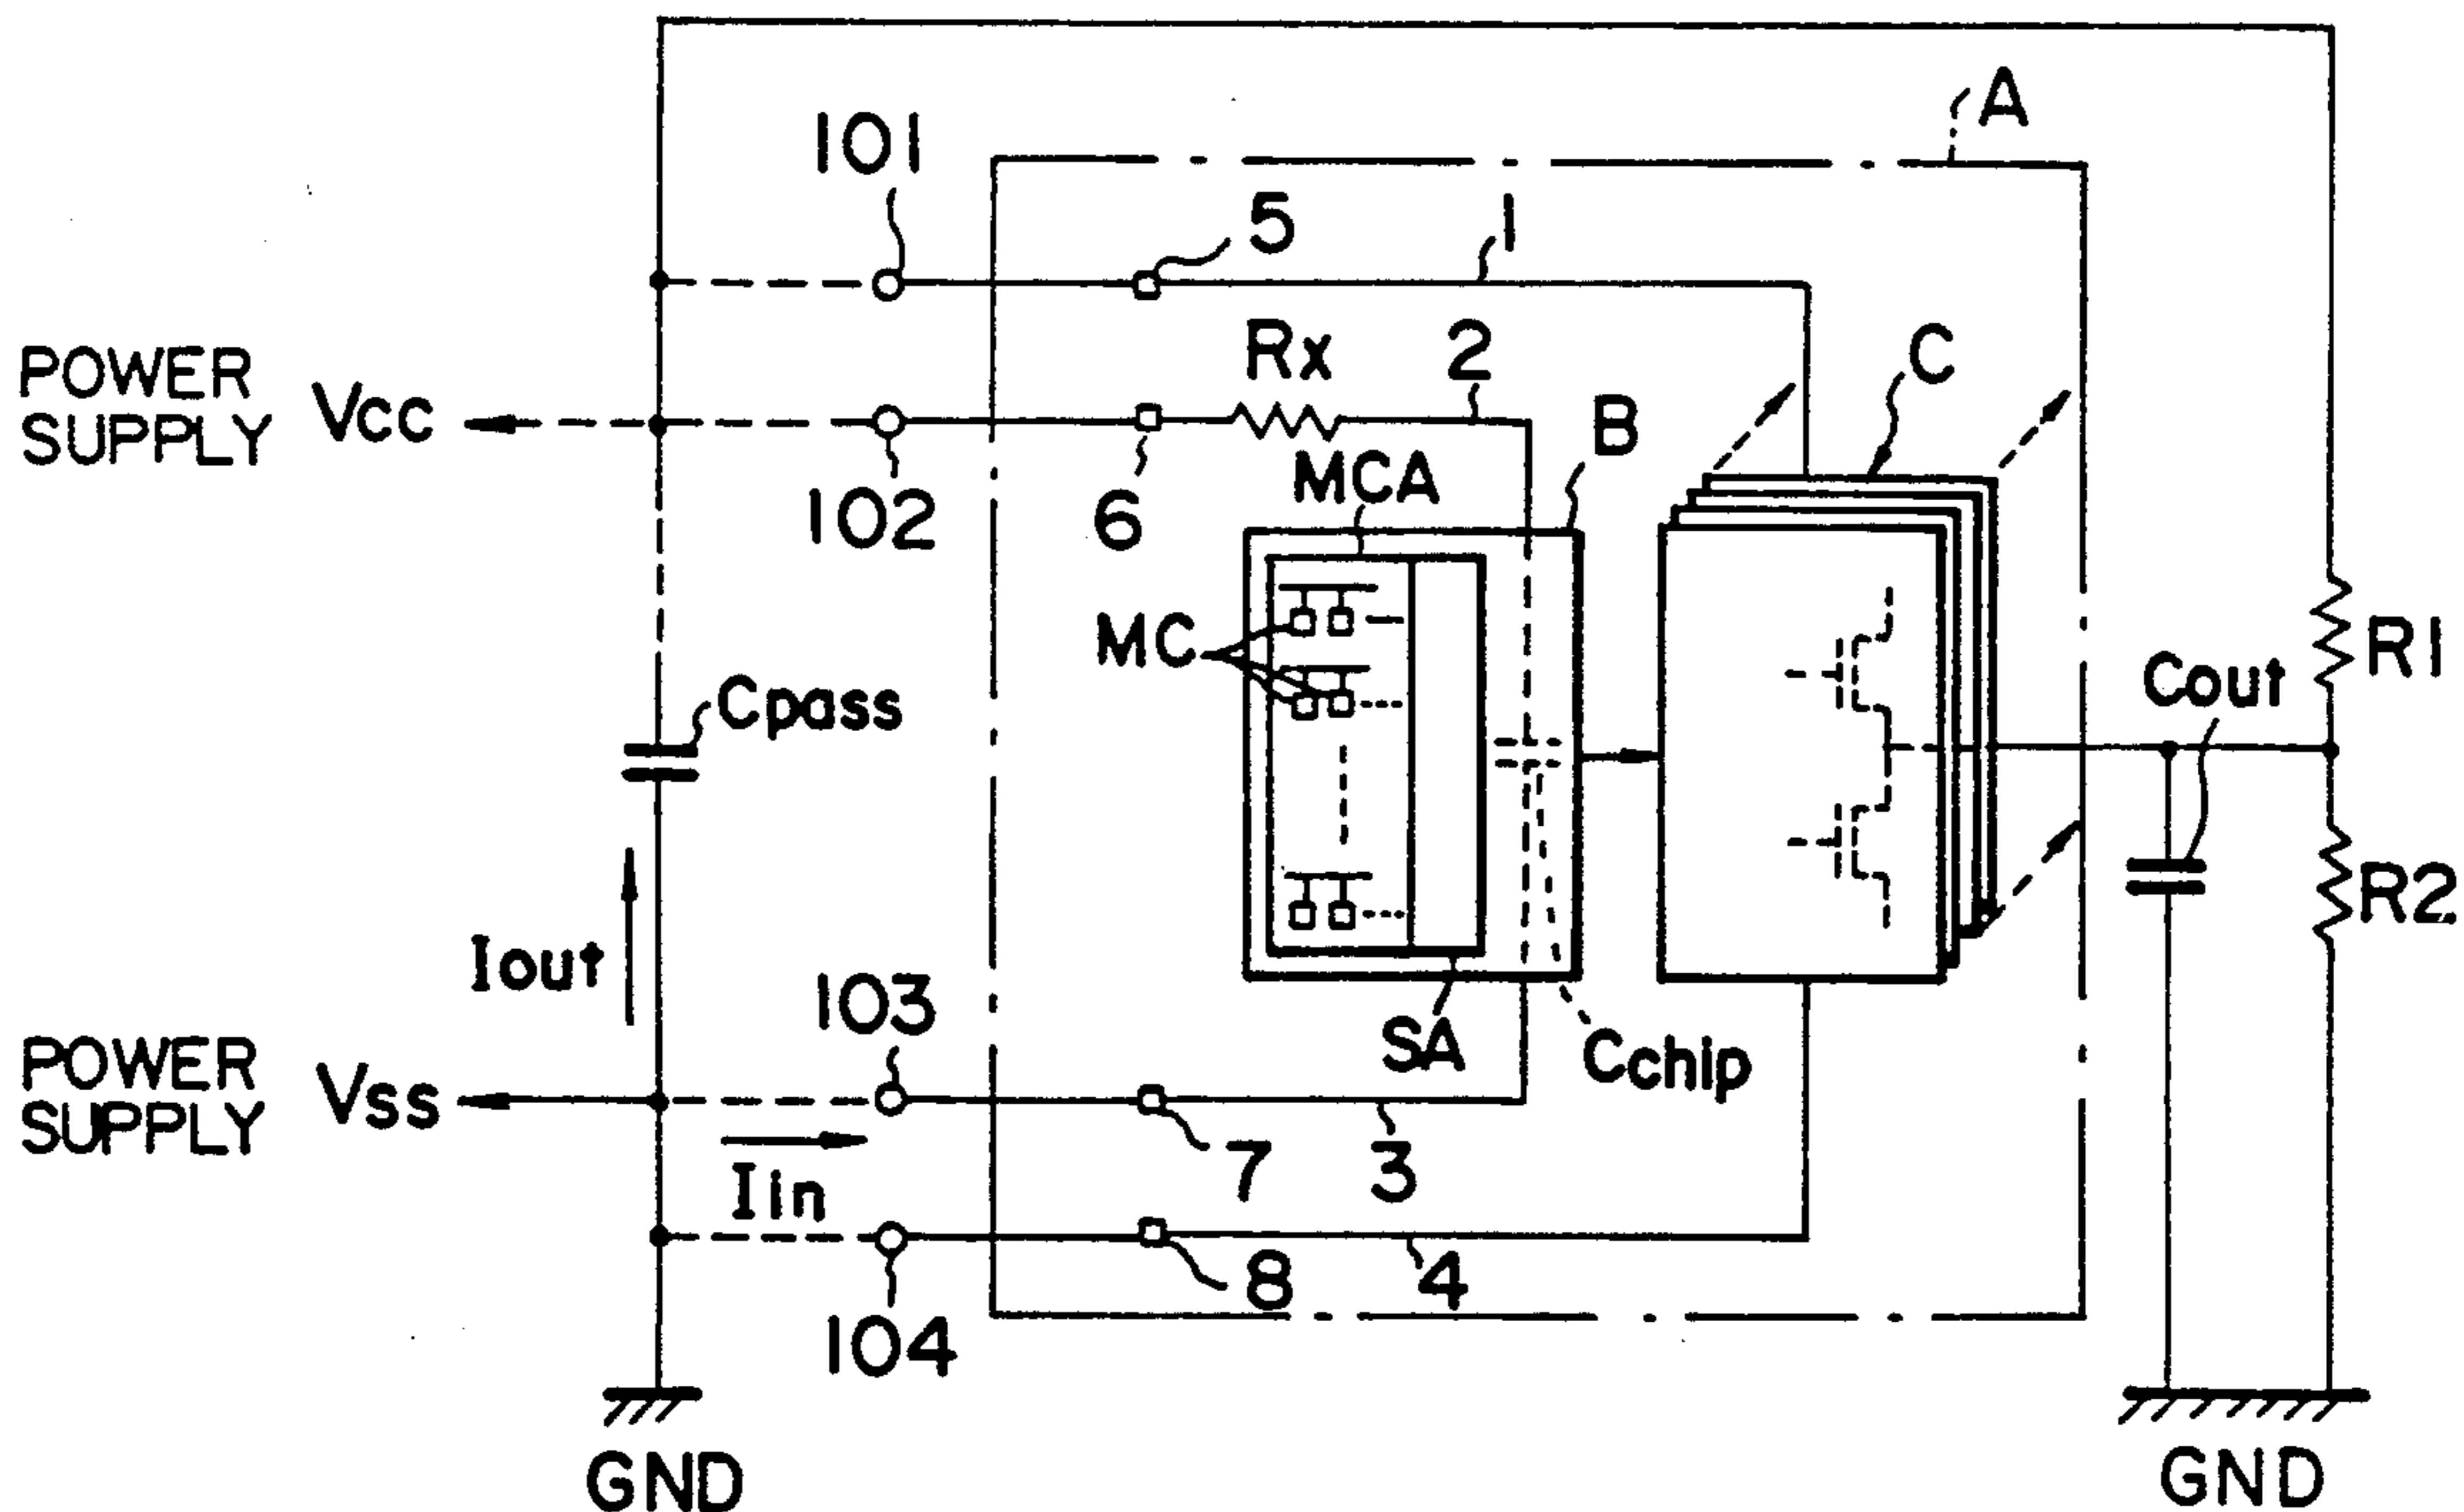 A
101
5
1
POWER
SUPPLY
Vcc
Rx
2
C
B
102
6
MCA
MC
R1
Cout
Cpass
R2
Iout
103
SA
Cchip
POWER
SUPPLY
Vss
7
3
Iin
8
4
104
GND
GND